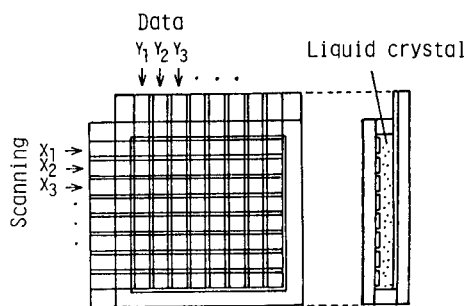 Data
Y1 Y2 Y3 . . .
Liquid crystal
Scanning
X1
X2
X3
.
.
.